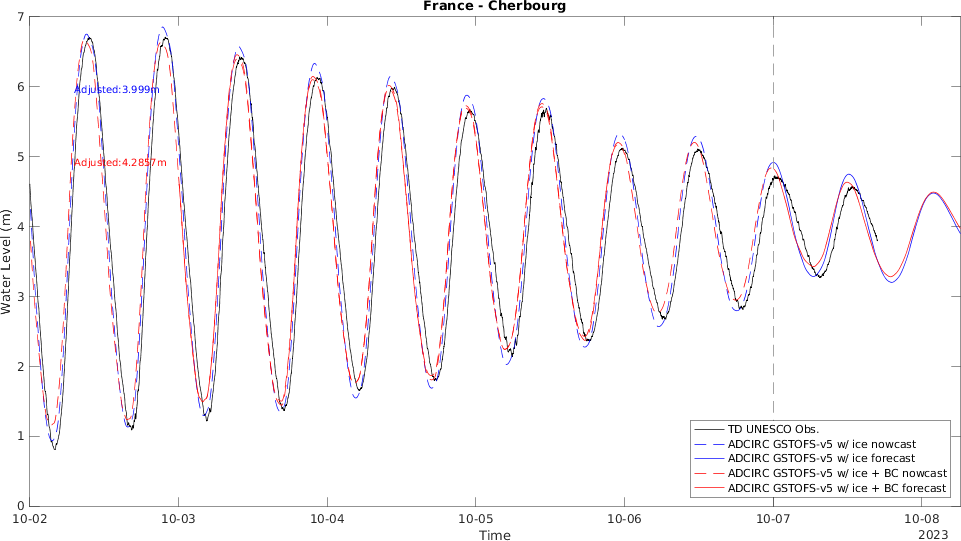 France - Cherbourg
7
6
5
4
3
2
1
0
Water Level (m)
Adjusted:3.999m
Adjusted:4.2857m
TD UNESCO Obs.
ADCIRC GSTOFS-v5 w/ ice nowcast
ADCIRC GSTOFS-v5 w/ ice forecast
ADCIRC GSTOFS-v5 w/ ice + BC nowcast
ADCIRC GSTOFS-v5 w/ ice + BC forecast
10-02 10-03 10-04 10-05 10-06 10-07 10-08
Time
2023